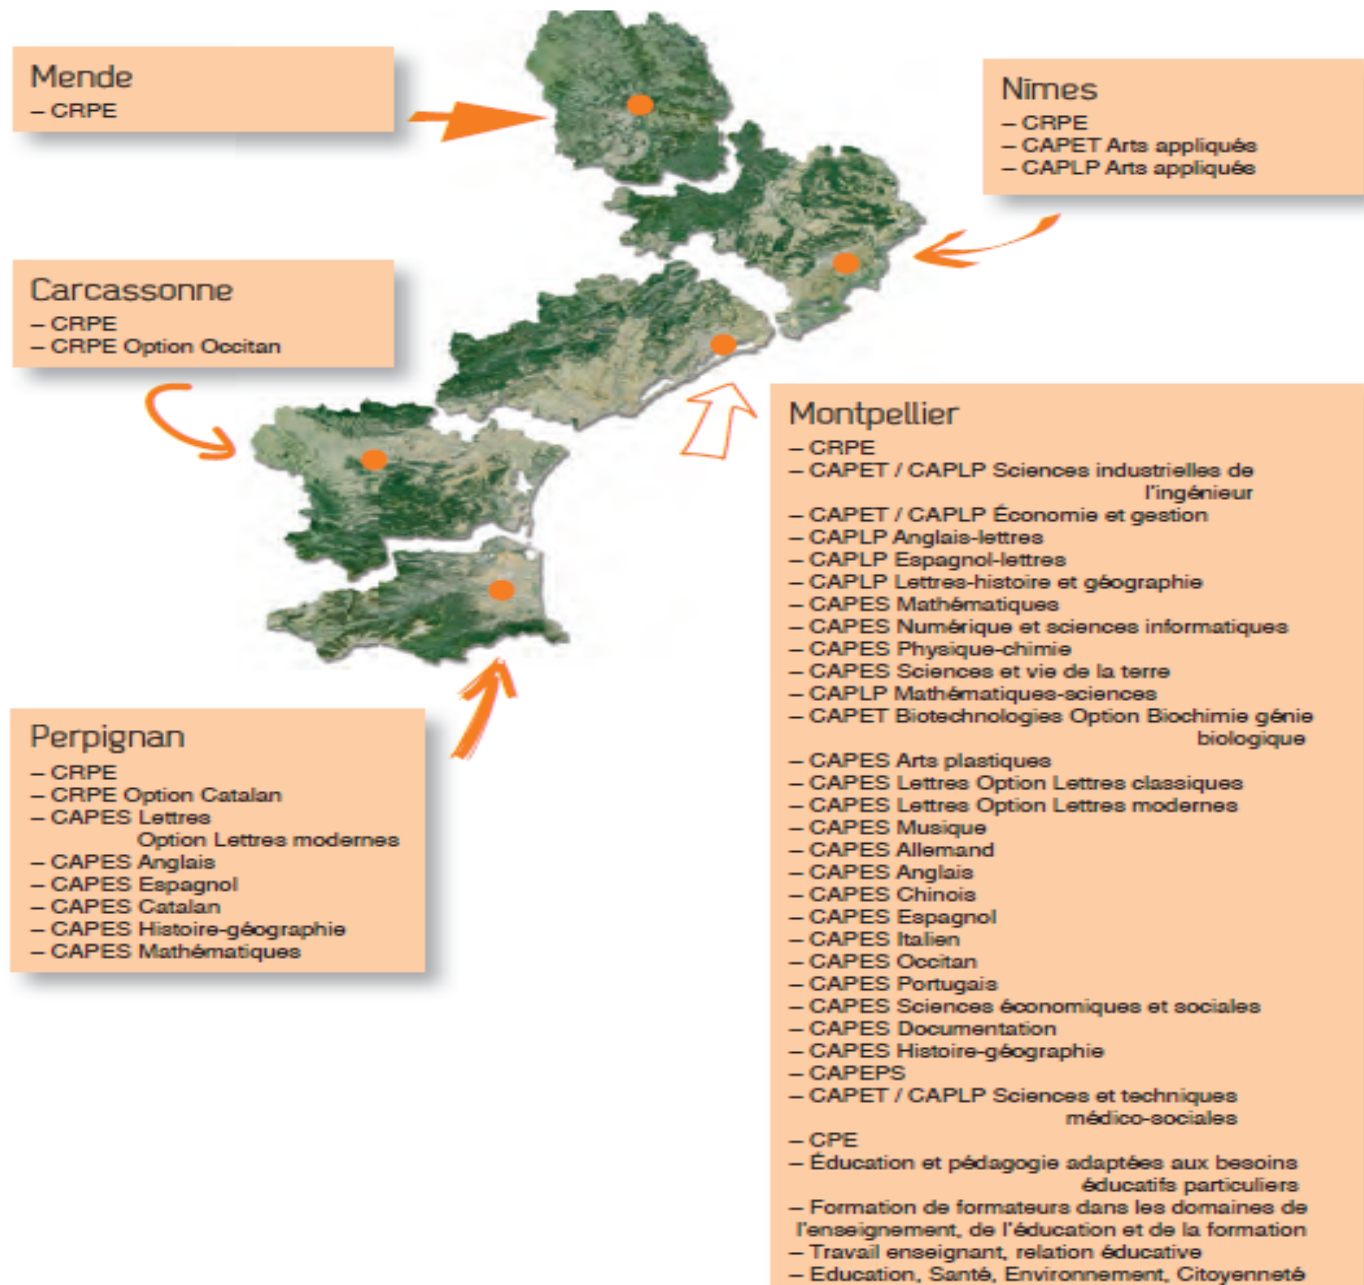 Mende
– CRPE
Nîmes
– CRPE
– CAPET Arts appliqués
– CAPLP Arts appliqués
Carcassonne
– CRPE
– CRPE Option Occitan
Montpellier
– CRPE
– CAPET / CAPLP Sciences industrielles de
l'ingénieur
– CAPET / CAPLP Économie et gestion
– CAPLP Anglais-lettres
– CAPLP Espagnol-lettres
– CAPLP Lettres-histoire et géographie
– CAPES Mathématiques
– CAPES Numérique et sciences informatiques
– CAPES Physique-chimie
– CAPES Sciences et vie de la terre
– CAPLP Mathématiques-sciences
– CAPET Biotechnologies Option Biochimie génie
biologique
– CAPES Arts plastiques
– CAPES Lettres Option Lettres classiques
– CAPES Lettres Option Lettres modernes
– CAPES Musique
– CAPES Allemand
– CAPES Anglais
– CAPES Chinois
– CAPES Espagnol
– CAPES Italien
– CAPES Occitan
– CAPES Portugais
– CAPES Sciences économiques et sociales
– CAPES Documentation
– CAPES Histoire-géographie
– CAPEPS
– CAPET / CAPLP Sciences et techniques
médico-sociales
– CPE
– Éducation et pédagogie adaptées aux besoins
éducatifs particuliers
– Formation de formateurs dans les domaines de
l'enseignement, de l'éducation et de la formation
– Travail enseignant, relation éducative
– Education, Santé, Environnement, Citoyenneté
Perpignan
– CRPE
– CRPE Option Catalan
– CAPES Lettres
Option Lettres modernes
– CAPES Anglais
– CAPES Espagnol
– CAPES Catalan
– CAPES Histoire-géographie
– CAPES Mathématiques